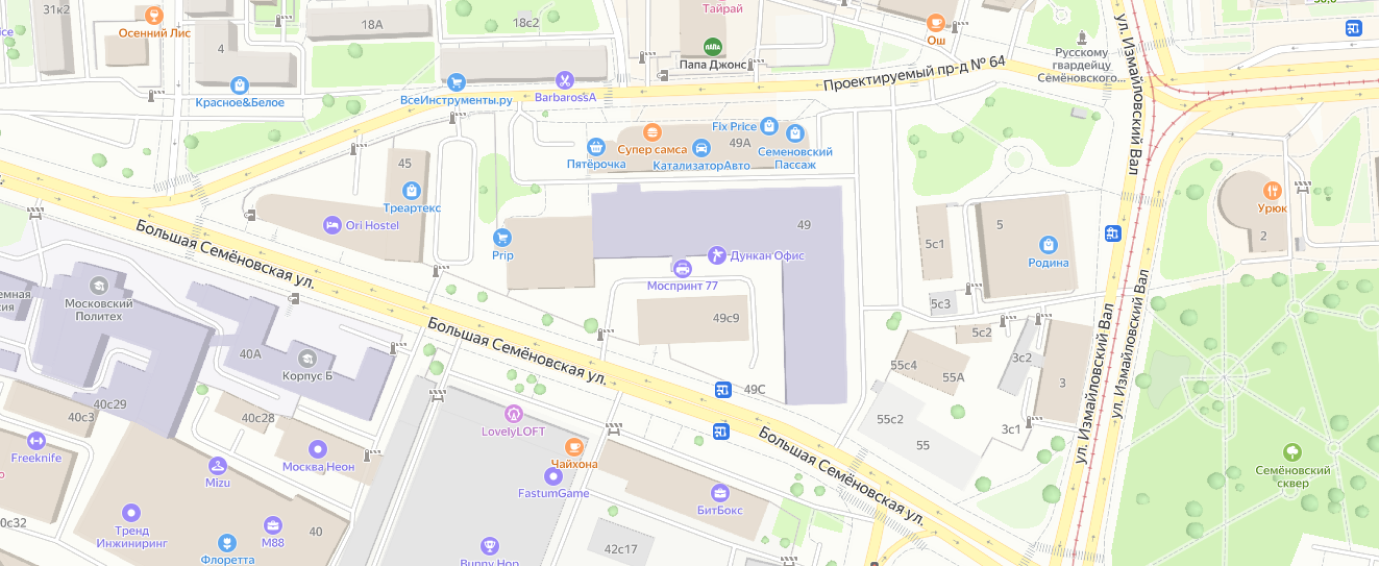 31к2
Осенний Лис
18А
18с2
Тайрай
Ош
Русскому
гвардейцу
Семёновского...
ул. Измайловский Вал
4
Красное&Белое
ВсеИнструменты.ру
BarbarossA
Папа Джонс
Проектируемый пр-д № 64
Fix Price
49А
Супер самса
Пятёрочка
КатализаторАвто
Семеновский
Пассаж
45
Треартекс
Ori Hostel
Prip
49
Дункан Офис
Моспринт 77
49с9
5с1
5
Родина
5с3
5с2
Урюк
2
Большая Семёновская ул.
Московский
Политех
40А
Корпус Б
Большая Семёновская ул.
49С
55с4
55А
3с2
3
ул. Измайловский Вал
ул. Измайловский Вал
40с29
40с3
40с28
LovelyLOFT
55с2
55
3с1
Freeknife
Москва Неон
Mizu
Чайхона
FastumGame
Большая Семёновская ул.
Семёновский
сквер
БитБокс
Тренд
Инжиниринг
M88
40
Флоретта
42с17
Bunny Hop